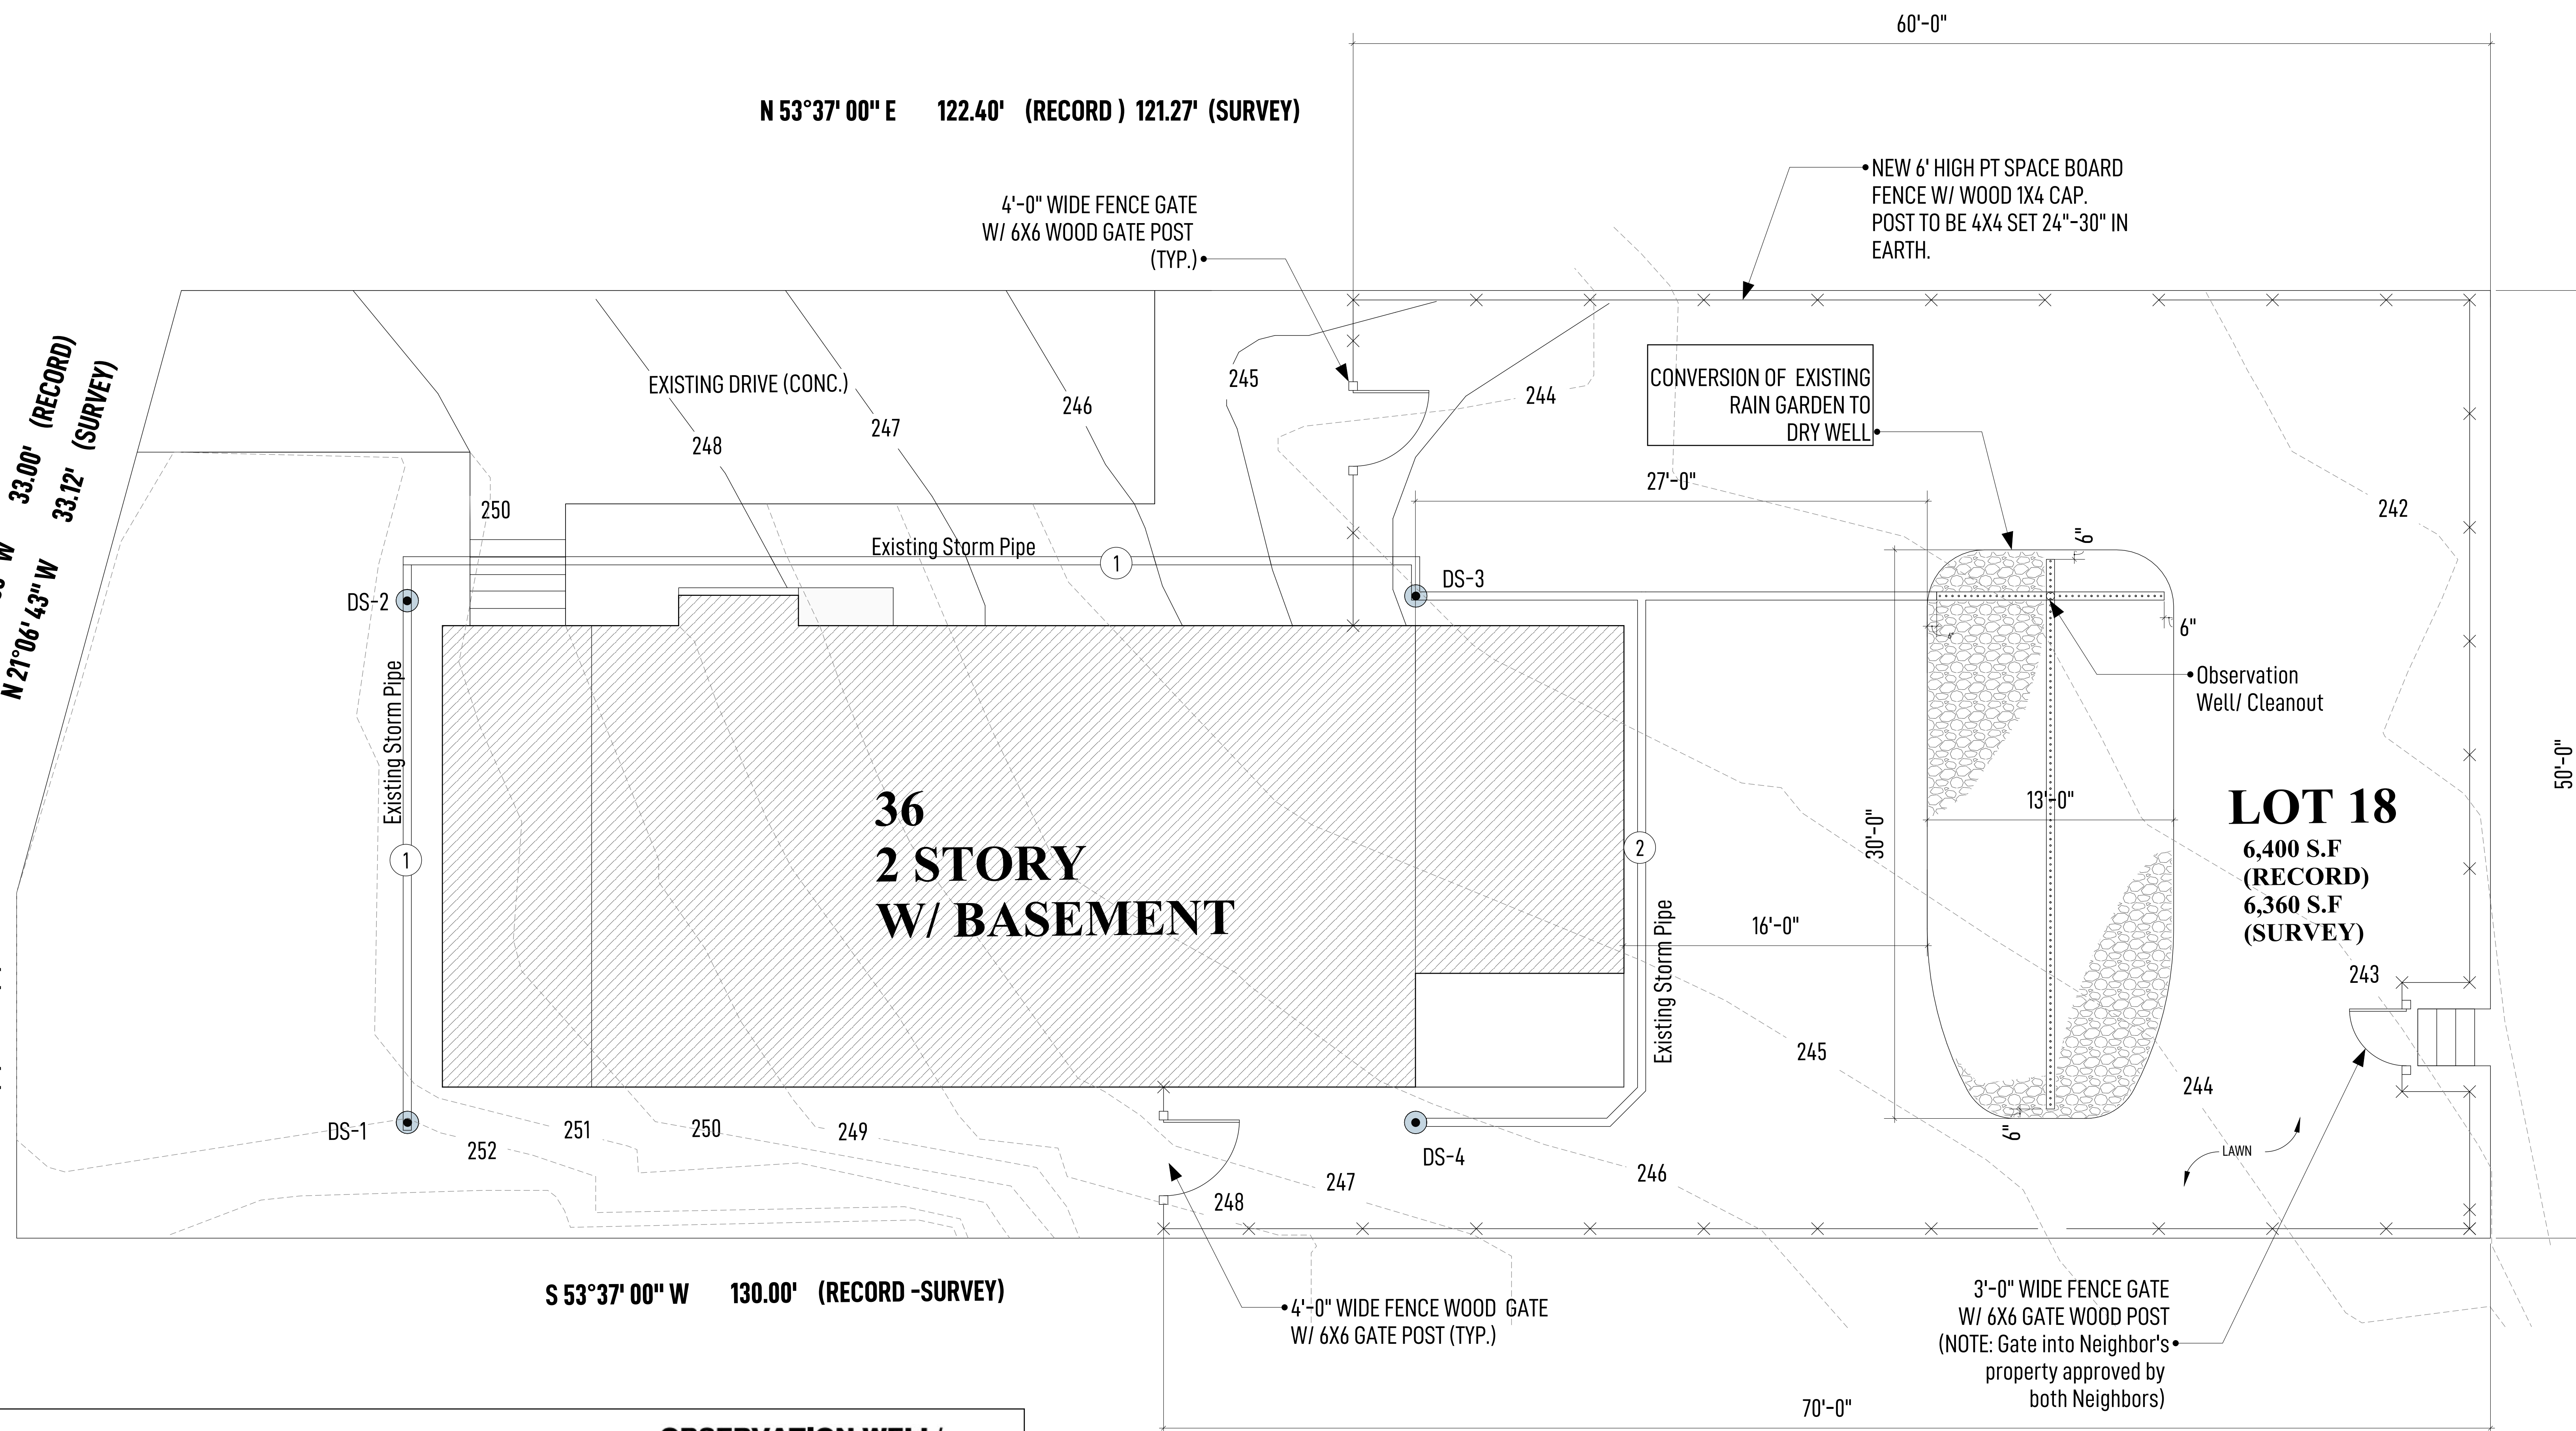 60'-0"
N 53°37' 00" E 122.40' (RECORD ) 121.27' (SURVEY)
NEW 6' HIGH PT SPACE BOARD
FENCE W/ WOOD 1X4 CAP.
POST TO BE 4X4 SET 24"-30" IN
EARTH.
4'-0" WIDE FENCE GATE
W/ 6X6 WOOD GATE POST
(TYP.)
33.00' (RECORD)
N 21°06' 43" W 33.12' (SURVEY)
EXISTING DRIVE (CONC.)
248
247
246
245
244
CONVERSION OF EXISTING
RAIN GARDEN TO
DRY WELL
27'-0"
242
250
Existing Storm Pipe
1
6"
DS-2
DS-3
6"
6"
Observation
Well/ Cleanout
Existing Storm Pipe
1
36
2 STORY
W/ BASEMENT
2
Existing Storm Pipe
16'-0"
30'-0"
13'-0"
50'-0"
LOT 18
6,400 S.F
(RECORD)
6,360 S.F
(SURVEY)
243
245
244
DS-1
252
251
250
249
248
247
DS-4
246
6"
LAWN
S 53°37' 00" W 130.00' (RECORD -SURVEY)
4'-0" WIDE FENCE WOOD GATE
W/ 6X6 GATE POST (TYP.)
3'-0" WIDE FENCE GATE
W/ 6X6 GATE WOOD POST
(NOTE: Gate into Neighbor's
property approved by
both Neighbors)
70'-0"
OBSERVATION WELL/